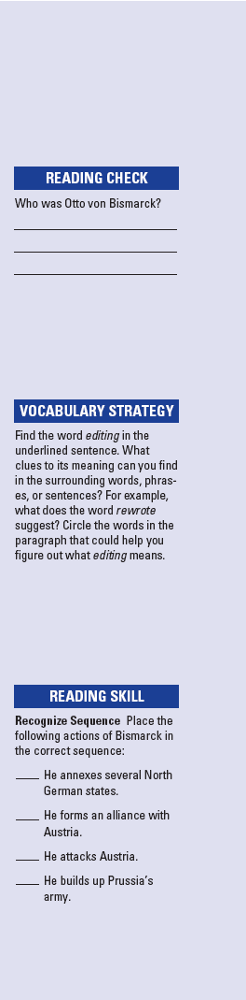 READING CHECK
Who was Otto von Bismarck?
VOCABULARY STRATEGY
Find the word editing in the
underlined sentence. What
clues to its meaning can you find
in the surrounding words, phras-
es, or sentences? For example,
what does the word rewrote
suggest? Circle the words in the
paragraph that could help you
figure out what editing means.
READING SKILL
Recognize Sequence Place the
following actions of Bismarck in
the correct sequence:
____ He annexes several North
German states.
____ He forms an alliance with
Austria.
____ He attacks Austria.
____ He builds up Prussia's
army.